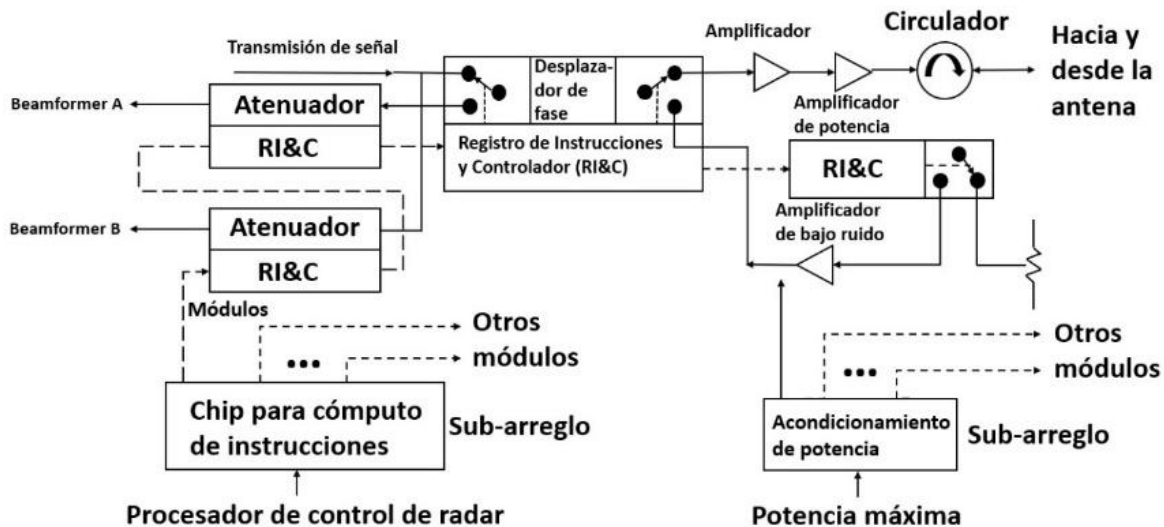 Transmisión de señal
Beamformer A
Atenuador
RI&C
Beamformer B
Atenuador
RI&C
Módulos
Otros
módulos
Chip para cómputo
de instrucciones
Sub-arreglo
Procesador de control de radar
Desplaza-
dor de
fase
Registro de Instrucciones
y Controlador (RI&C)
Amplificador
Amplificador
de potencia
Circulador
Hacia y
desde la
antena
RI&C
Amplificador
de bajo ruido
Otros
módulos
Acondicionamiento
de potencia
Sub-arreglo
Potencia máxima